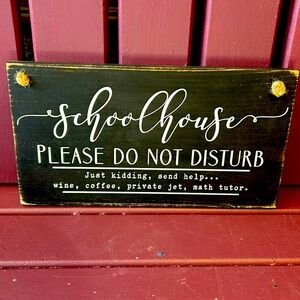 schoolhouse
PLEASE DO NOT DISTURB
Just kidding, send help...
wine, coffee, private jet, math tutor.